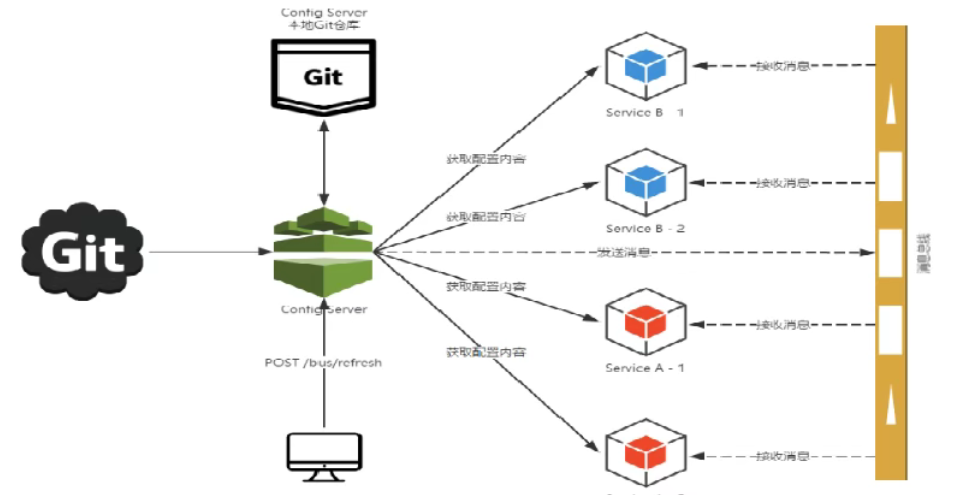 Config Server
本地Git仓库
Git
Service B - 1
接收消息
获取配置内容
Service B - 2
接收消息
获取配置内容
Git
发送消息
消息总线
获取配置内容
Config Server
接收消息
获取配置内容
POST /bus/refresh
Service A - 1
接收消息